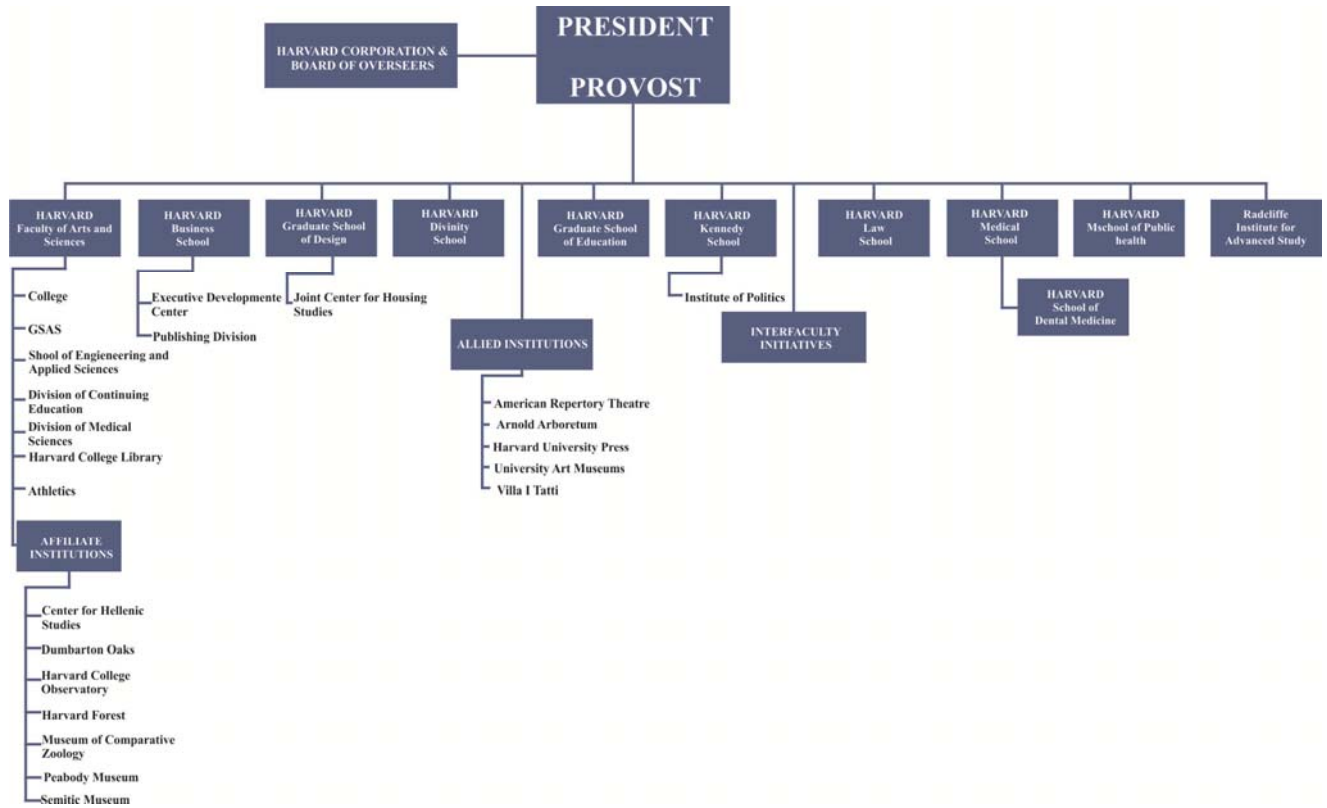 PRESIDENT
PROVOST
HARVARD CORPORATION &
BOARD OF OVERSEERS
HARVARD
Faculty of Arts and
Sciences
HARVARD
Business
School
HARVARD
Graduate School
of Design
HARVARD
Divinity
School
HARVARD
Graduate School
of Education
HARVARD
Kennedy
School
HARVARD
Law
School
HARVARD
Medical
School
HARVARD
Mschool of Public
health
Radcliffe
Institute for
Advanced Study
College
GSAS
Shool of Engieneering and
Applied Sciences
Division of Continuing
Education
Division of Medical
Sciences
Harvard College Library
Athletics
AFFILIATE
INSTITUTIONS
Center for Hellenic
Studies
Dumbarton Oaks
Harvard College
Observatory
Harvard Forest
Museum of Comparative
Zoology
Peabody Museum
Semitic Museum
Executive Developmente
Center
Publishing Division
Joint Center for Housing
Studies
ALLIED INSTITUTIONS
American Repertory Theatre
Arnold Arboretum
Harvard University Press
University Art Museums
Villa I Tatti
Institute of Politics
INTERFACULTY
INITIATIVES
HARVARD
School of
Dental Medicine